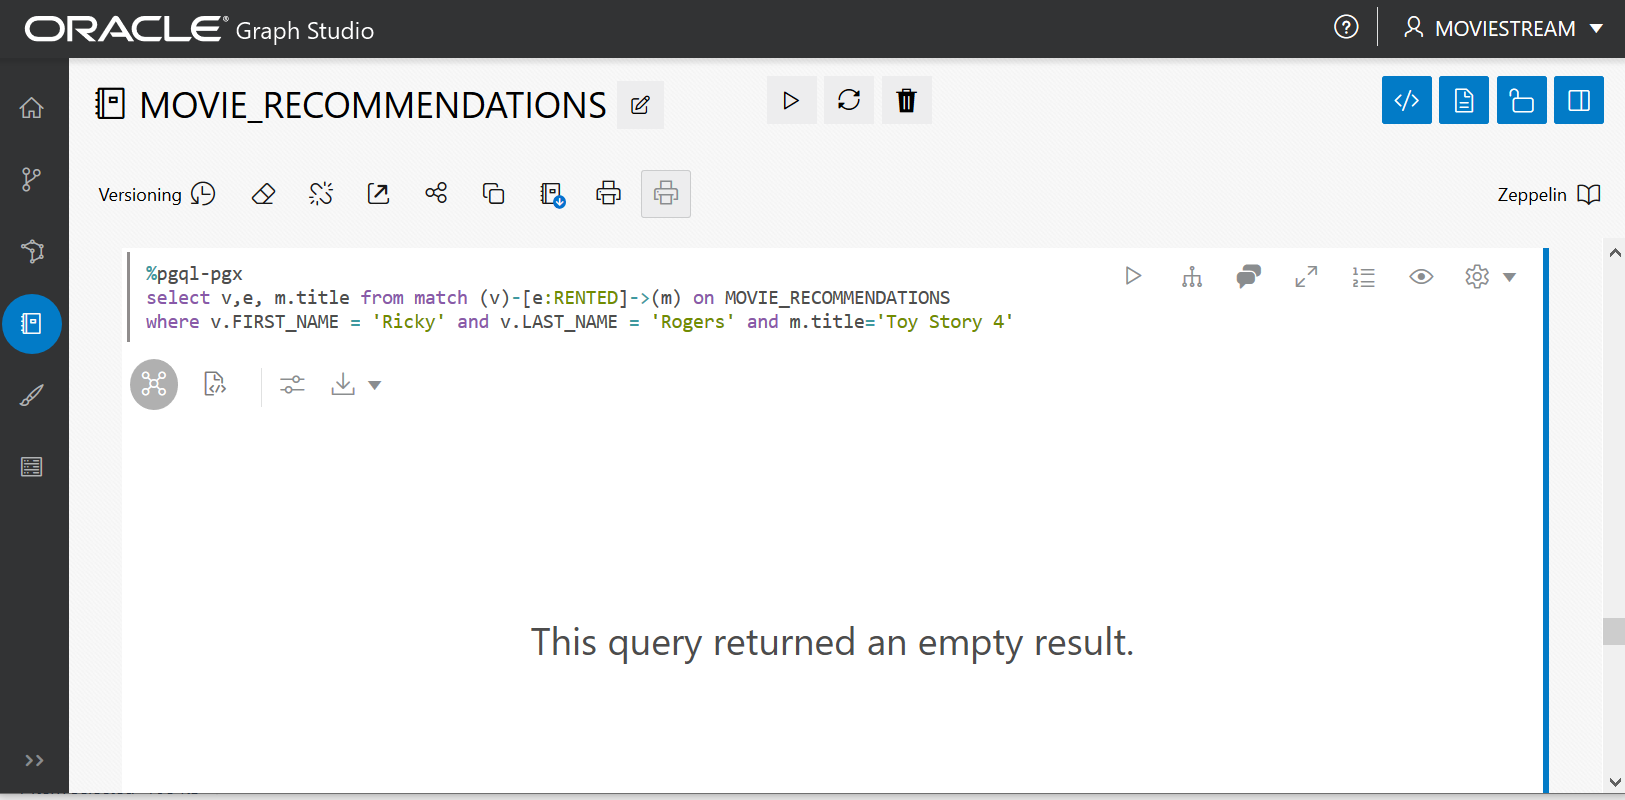 ORACLE® Graph Studio
MOVIESTREAM
MOVIE_RECOMMENDATIONS
Versioning
Zeppelin
%pgql-pgx
select v,e, m.title from match (v)-[e:RENTED]->(m) on MOVIE_RECOMMENDATIONS
where v.FIRST_NAME = 'Ricky' and v.LAST_NAME = 'Rogers' and m.title='Toy Story 4'
This query returned an empty result.